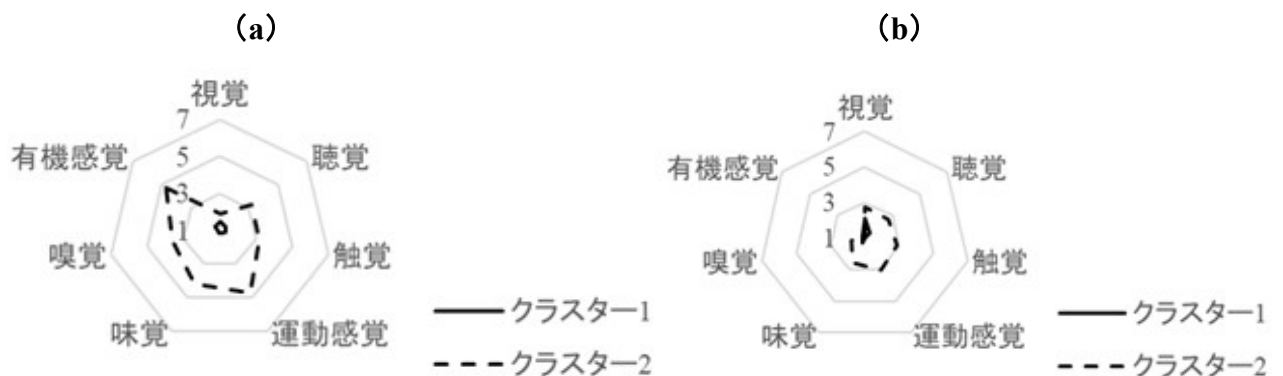 (a)
視覚
7
5
3
1
有機感覚
聴覚
嗅覚
触覚
味覚
運動感覚
クラスター1
クラスター2
(b)
視覚
7
5
3
1
有機感覚
聴覚
嗅覚
触覚
味覚
運動感覚
クラスター1
クラスター2